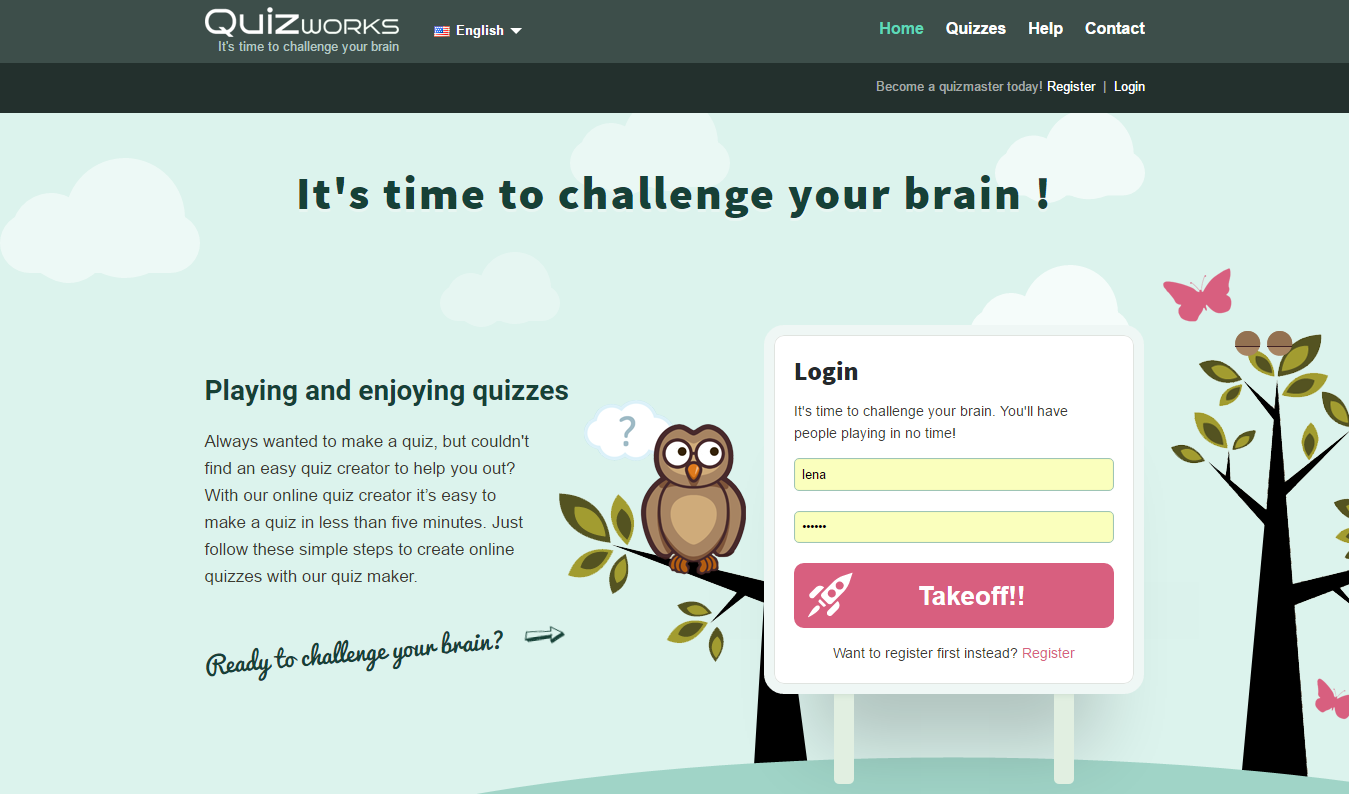 QUIZWORKS
It's time to challenge your brain
English
Home Quizzes Help Contact
Become a quizmaster today! Register | Login
It's time to challenge your brain !
Playing and enjoying quizzes
Always wanted to make a quiz, but couldn't
find an easy quiz creator to help you out?
With our online quiz creator it’s easy to
make a quiz in less than five minutes. Just
follow these simple steps to create online
quizzes with our quiz maker.
Ready to challenge your brain?
?
Login
It's time to challenge your brain. You'll have
people playing in no time!
lena
••••••
Takeoff!!
Want to register first instead? Register